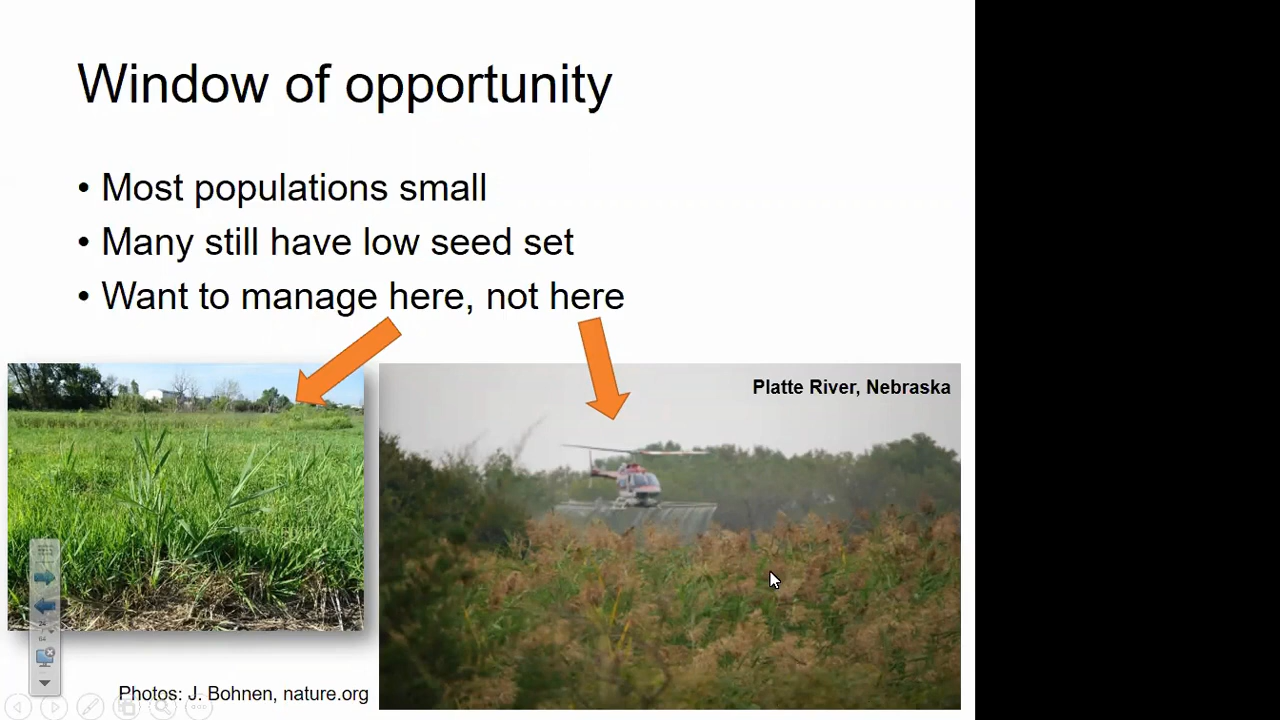 Window of opportunity
• Most populations small
• Many still have low seed set
• Want to manage here, not here
Platte River, Nebraska
Photos: J. Bohnen, nature.org